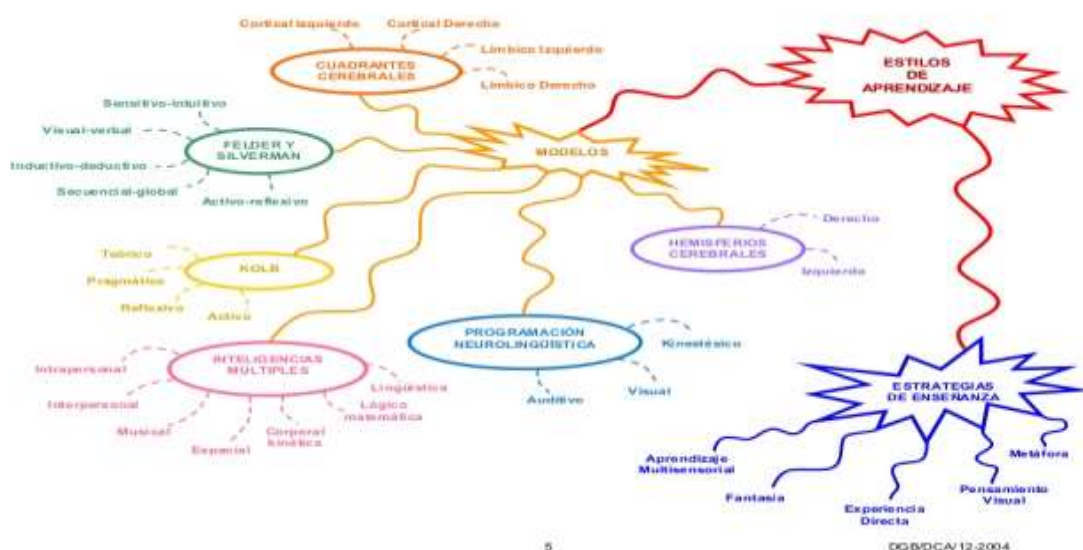 Cortical Izquierdo
Cortical Derecho
Límbico Izquierdo
Límbico Derecho
CUADRANTES
CEREBRALES
ESTILOS
DE
APRENDIZAJE
MODELOS
Sensitivo-intuitivo
Visual-verbal
Inductivo-deductivo
Secuencial-global
Activo-reflexivo
FELDER Y
SILVERMAN
Derecho
Izquierdo
HEMISFERIOS
CEREBRALES
Teórico
Pragmático
Reflexivo
Activo
KOLB
PROGRAMACIÓN
NEUROLINGÜÍSTICA
Kinestésico
Visual
Auditivo
INTELIGENCIAS
MÚLTIPLES
Intrapersonal
Interpersonal
Musical
Espacial
Corporal
kinética
Lógico
matemática
Lingüística
ESTRATEGIAS
DE ENSEÑANZA
Aprendizaje
Multisensorial
Fantasía
Experiencia
Directa
Pensamiento
Visual
Metáfora
5
DGB/DCA/12-2004